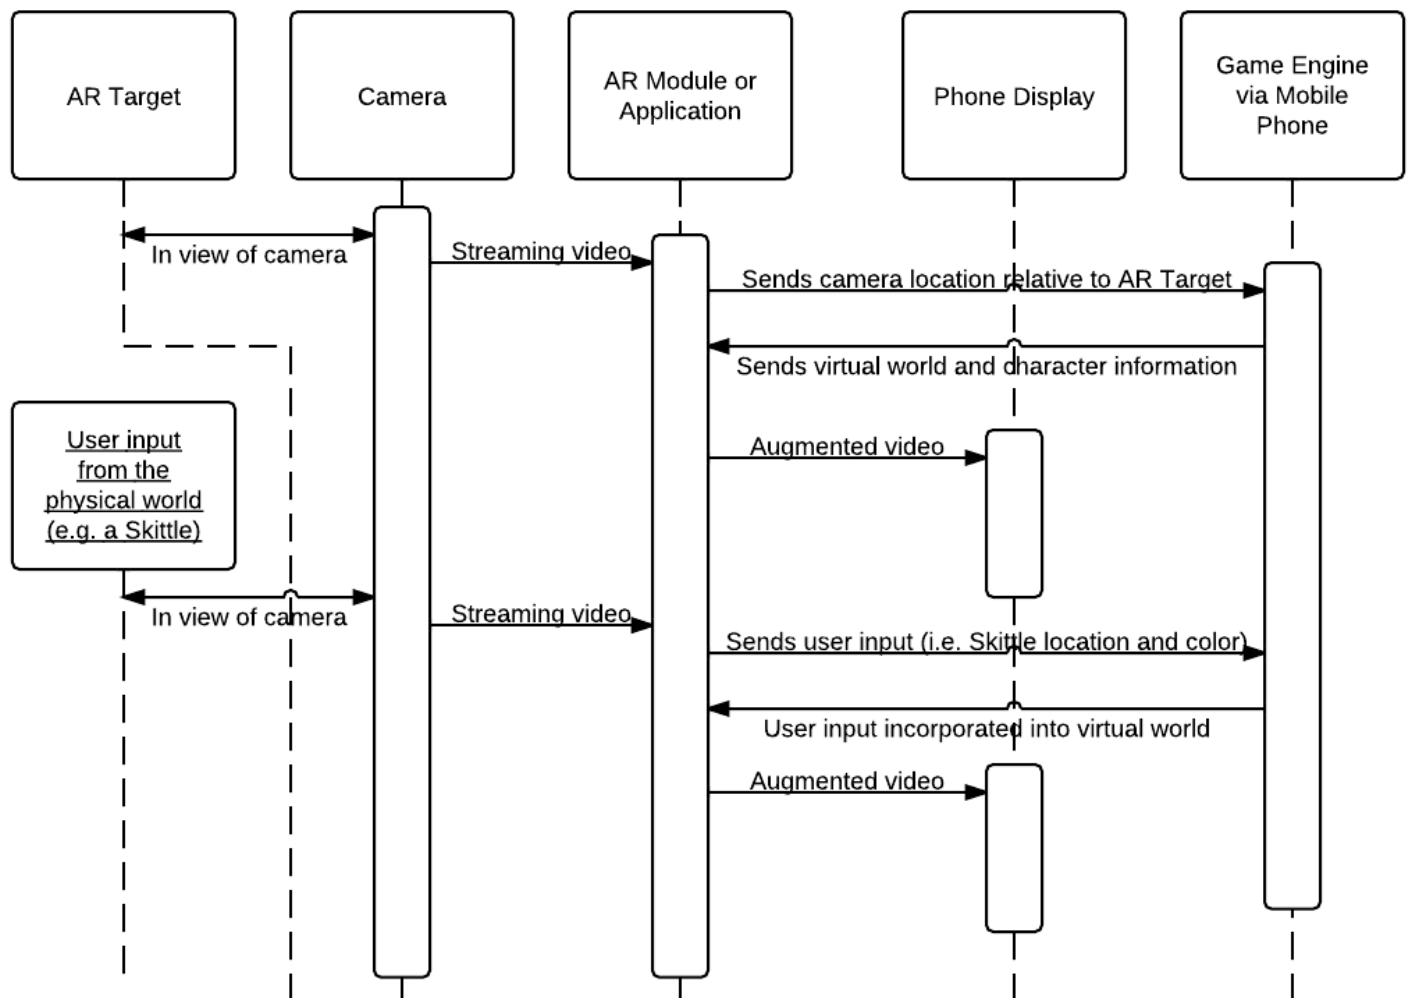 AR Target
Camera
AR Module or
Application
Phone Display
Game Engine
via Mobile
Phone
In view of camera
Streaming video
Sends camera location relative to AR Target
Sends virtual world and character information
Augmented video
User input
from the
physical world
(e.g. a Skittle)
In view of camera
Streaming video
Sends user input (i.e. Skittle location and color)
User input incorporated into virtual world
Augmented video